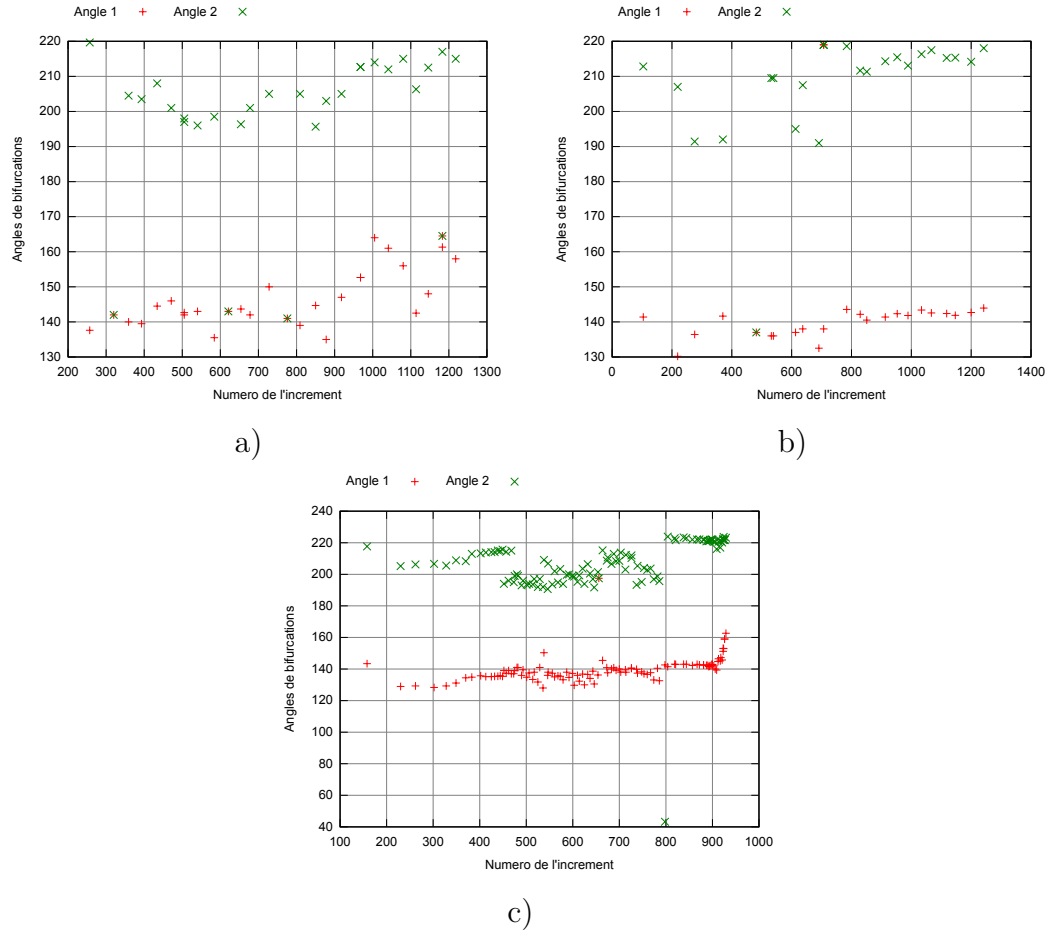 Angle 1 Angle 2
220
210
200
190
180
170
160
150
140
130
200 300 400 500 600 700 800 900 1000 1100 1200 1300
Angles de bifurcations
Numero de l'increment
a)
Angle 1 Angle 2
220
210
200
190
180
170
160
150
140
130
0 200 400 600 800 1000 1200 1400
Angles de bifurcations
Numero de l'increment
b)
Angle 1 Angle 2
240
220
200
180
160
140
120
100
80
60
40
100 200 300 400 500 600 700 800 900 1000
Angles de bifurcations
Numero de l'increment
c)